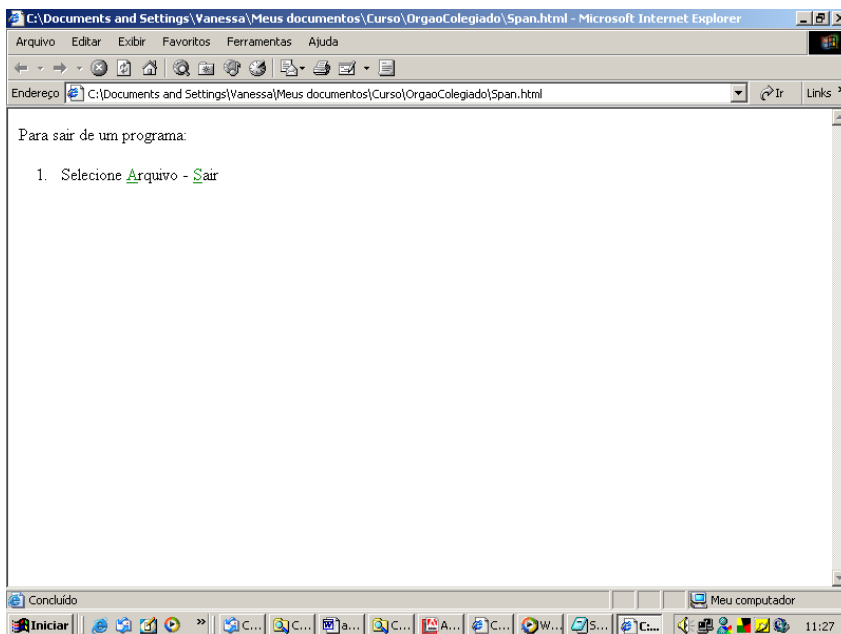 C:\Documents and Settings\Vanessa\Meus documentos\Curso\OrgaoColegiado\Span.html - Microsoft Internet Explorer
Arquivo Editar Exibir Favoritos Ferramentas Ajuda
Endereço C:\Documents and Settings\Vanessa\Meus documentos\Curso\OrgaoColegiado\Span.html Ir Links
Para sair de um programa:
1. Selecione Arquivo - Sair
Concluído Meu computador
Iniciar » C... C... a... C... A... C... W... S... C:... 11:27